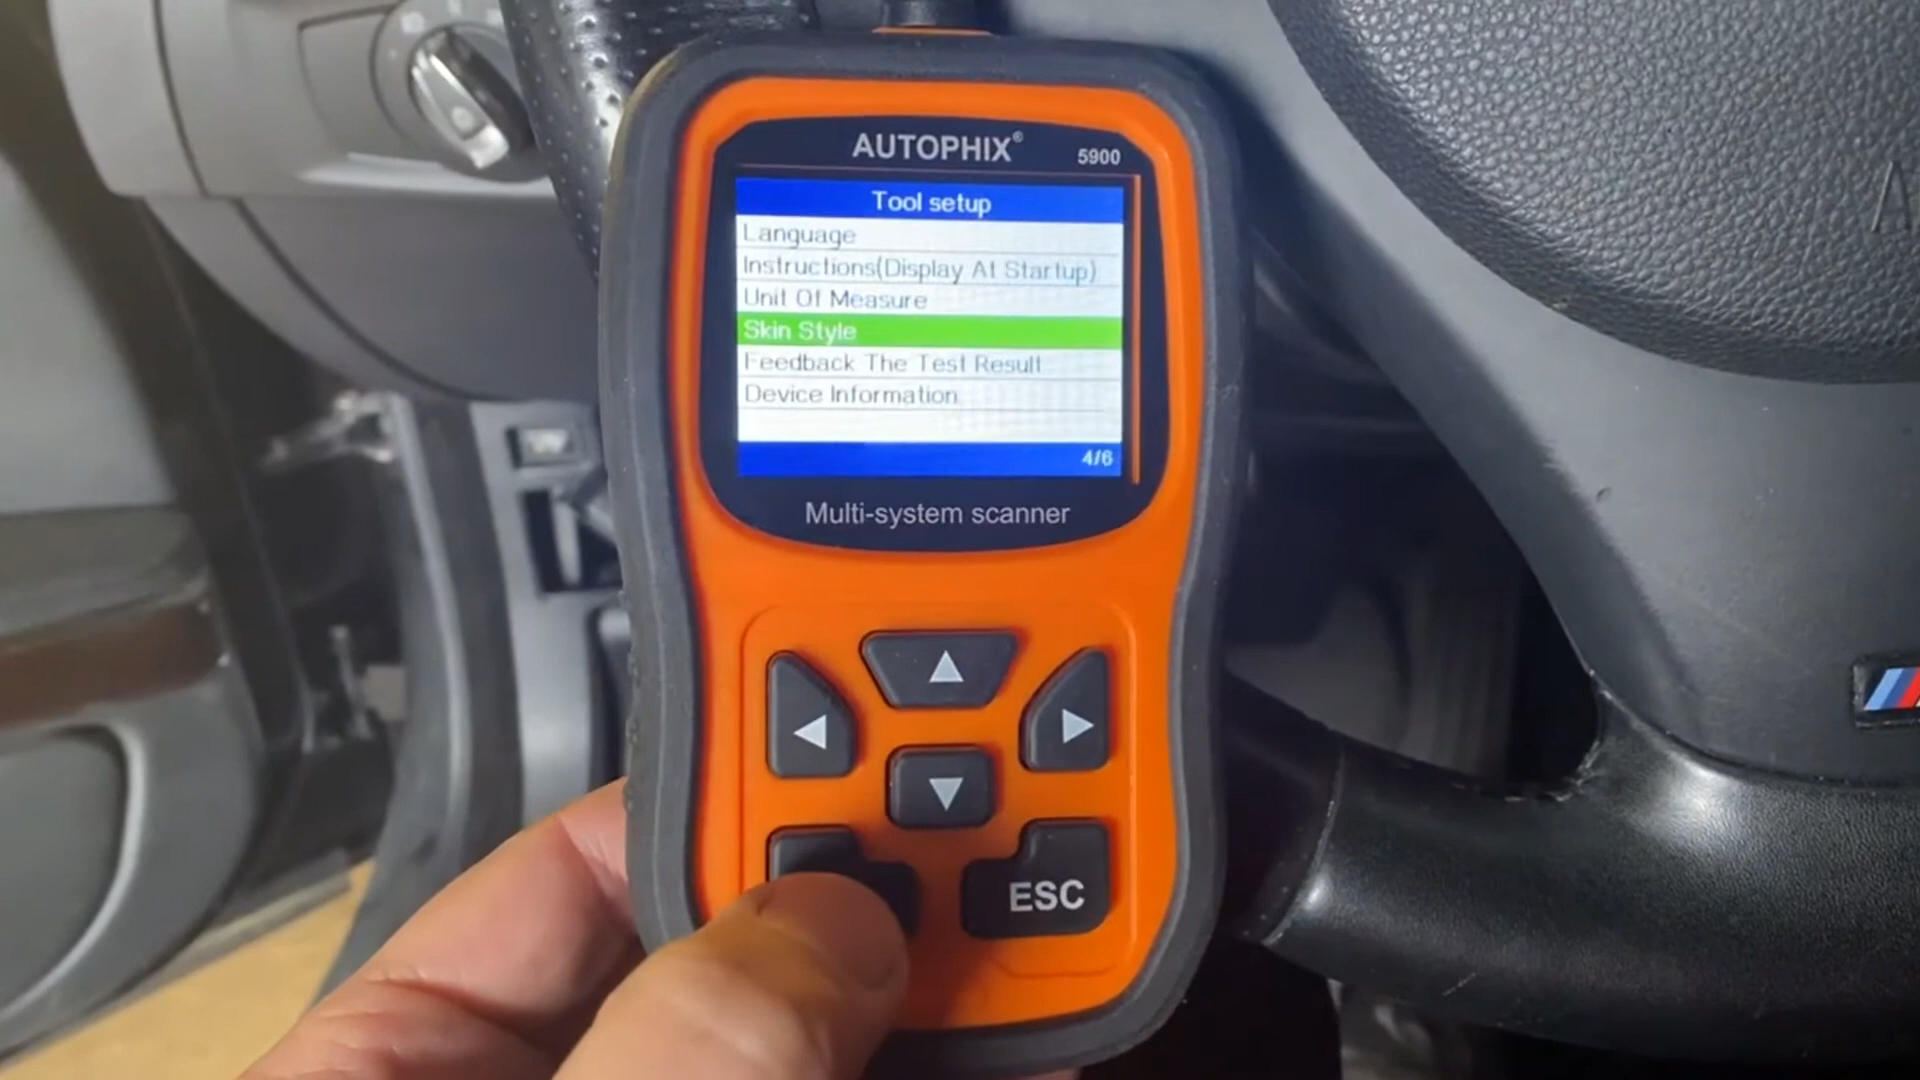 AUTOPHIX®
5900
Tool setup
Language
Instructions(Display At Startup)
Unit Of Measure
Skin Style
Feedback The Test Result
Device Information
4/6
Multi-system scanner
ESC